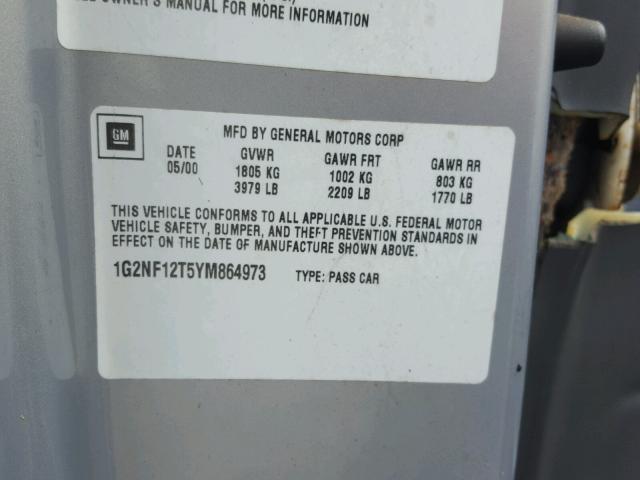 OWNER'S MANUAL FOR MORE INFORMATION
GM
MFD BY GENERAL MOTORS CORP
DATE GVWR GAWR FRT GAWR RR
05/00 1805 KG 1002 KG 803 KG
3979 LB 2209 LB 1770 LB
THIS VEHICLE CONFORMS TO ALL APPLICABLE U.S. FEDERAL MOTOR
VEHICLE SAFETY, BUMPER, AND THEFT PREVENTION STANDARDS IN
EFFECT ON THE DATE OF MANUFACTURE SHOWN ABOVE.
1G2NF12T5YM864973 TYPE: PASS CAR